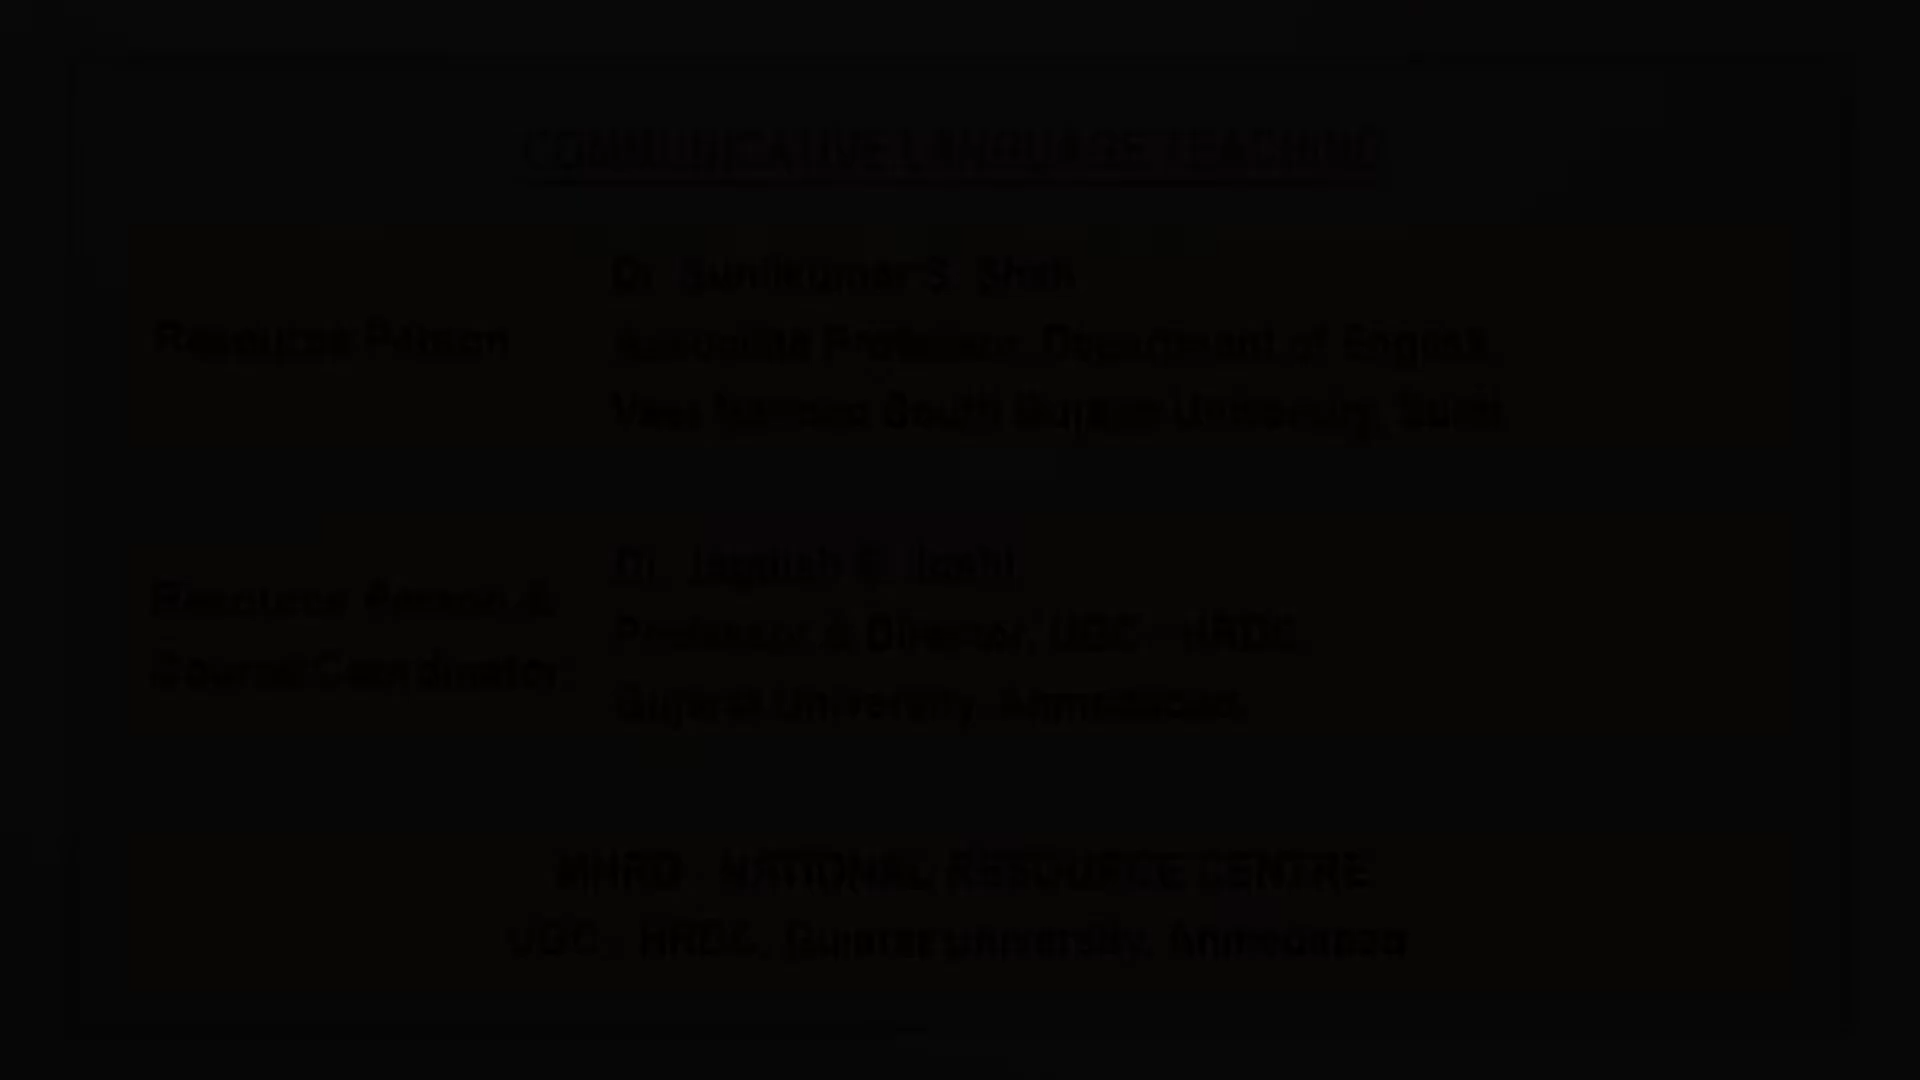 COMMUNICATIVE LANGUAGE TEACHING
Dr. Sunilkumar S. Shah
Resource Person
Associate Professor, Department of English,
Veer Narmad South Gujarat University, Surat
Dr. Jagdish Joshi
Resource Person &
Professor & Director, UGC - HRDC,
Course Coordinator
Gujarat University, Ahmedabad
MHRD - NATIONAL RESOURCE CENTRE
UGC - HRDC, Gujarat University, Ahmedabad